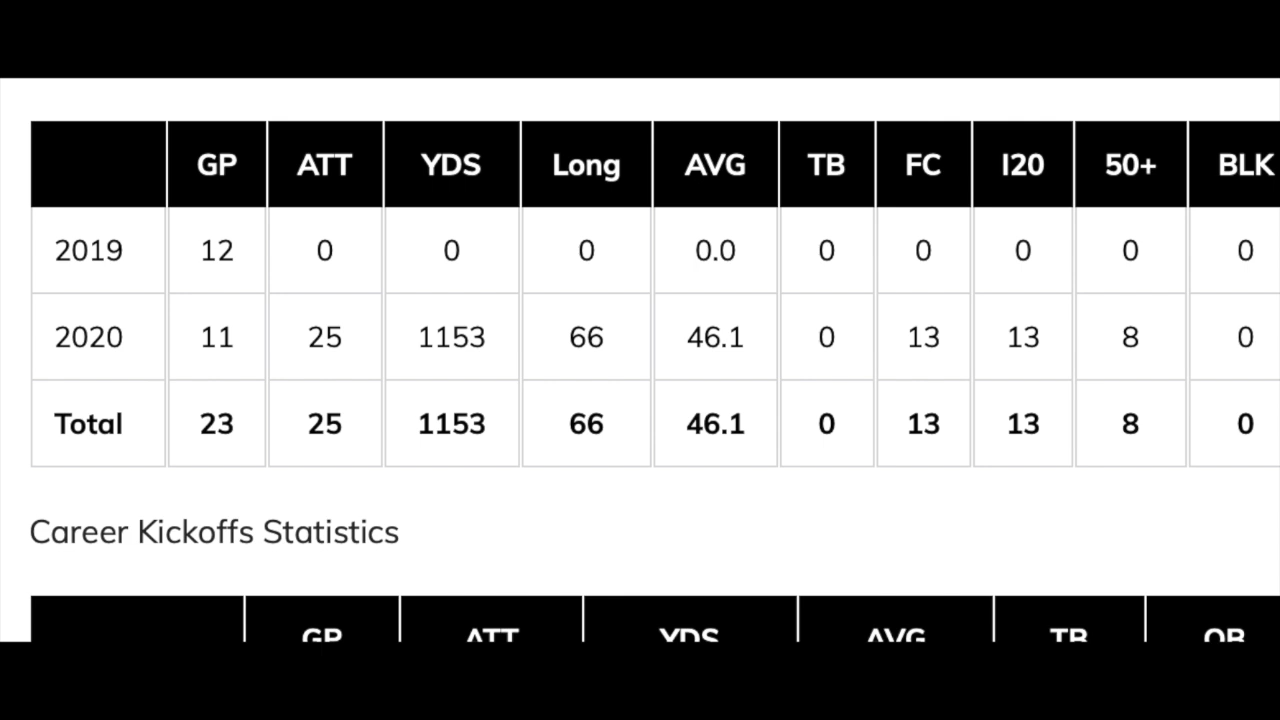 GP ATT YDS Long AVG TB FC I20 50+ BLK
2019 12 0 0 0 0.0 0 0 0 0 0
2020 11 25 1153 66 46.1 0 13 13 8 0
Total 23 25 1153 66 46.1 0 13 13 8 0
Career Kickoffs Statistics
GP ATT YDS AVG TB OB